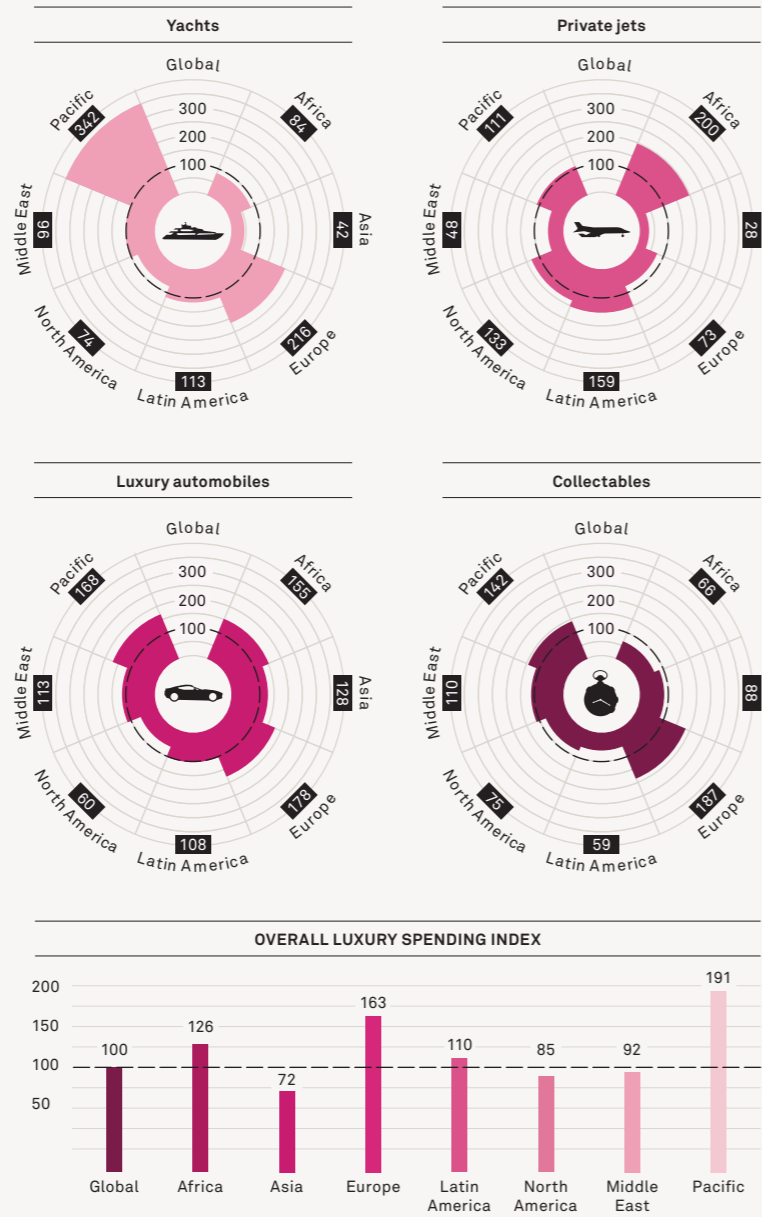 Yachts
Global
Africa
84
Asia
42
Europe
216
Latin America
113
North America
74
Middle East
96
Pacific
342
300
200
100
Private jets
Global
Africa
200
28
Europe
73
Latin America
159
North America
133
Middle East
48
Pacific
111
300
200
100
Luxury automobiles
Global
Africa
155
Asia
128
Europe
178
Latin America
108
North America
60
Middle East
113
Pacific
168
300
200
100
Collectables
Global
Africa
66
88
Europe
187
Latin America
59
North America
75
Middle East
110
Pacific
142
300
200
100
OVERALL LUXURY SPENDING INDEX
200
150
100
50
100
126
72
163
110
85
92
191
Global
Africa
Asia
Europe
Latin
America
North
America
Middle
East
Pacific